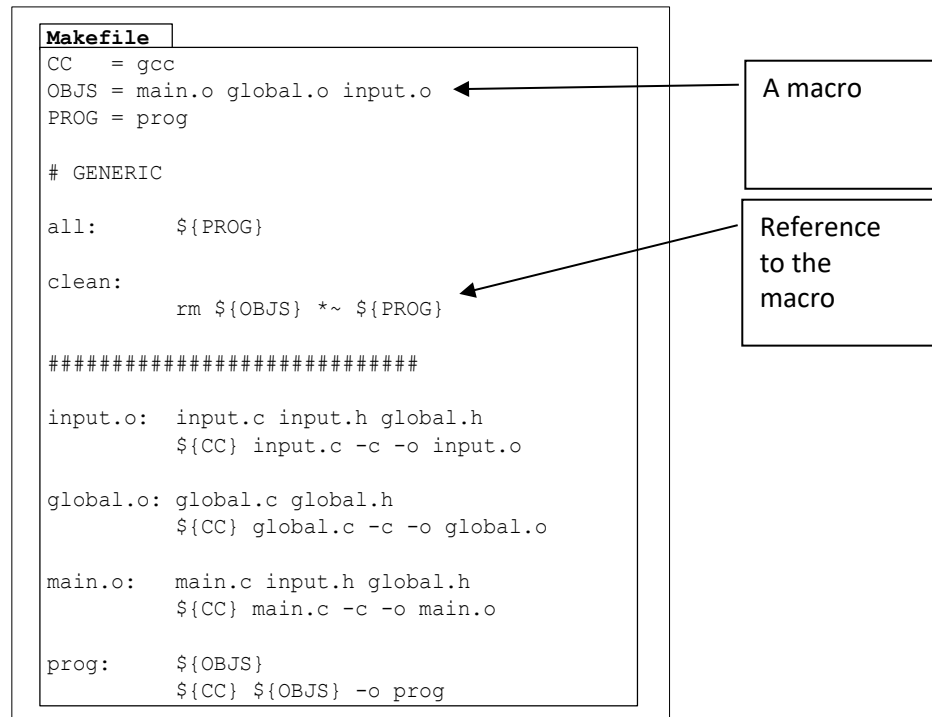 Makefile
CC   = gcc
OBJS = main.o global.o input.o
PROG = prog
# GENERIC
all:      ${PROG}
clean:
          rm ${OBJS} *~ ${PROG}
#############################
input.o:  input.c input.h global.h
          ${CC} input.c -c -o input.o
global.o: global.c global.h
          ${CC} global.c -c -o global.o
main.o:   main.c input.h global.h
          ${CC} main.c -c -o main.o
prog:     ${OBJS}
          ${CC} ${OBJS} -o prog
A macro
Reference
to the
macro